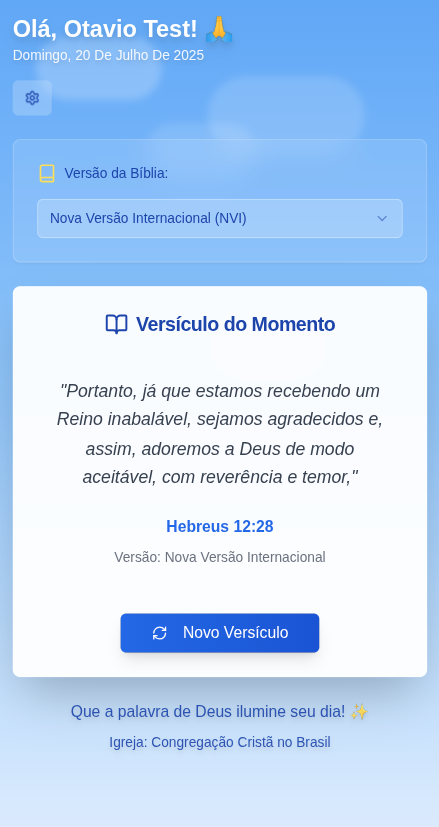 Olá, Otavio Test! 🙏
Domingo, 20 De Julho De 2025
Versão da Bíblia:
Nova Versão Internacional (NVI)
Versículo do Momento
"Portanto, já que estamos recebendo um
Reino inabalável, sejamos agradecidos e,
assim, adoremos a Deus de modo
aceitável, com reverência e temor,"
Hebreus 12:28
Versão: Nova Versão Internacional
Novo Versículo
Que a palavra de Deus ilumine seu dia! ✨
Igreja: Congregação Cristã no Brasil